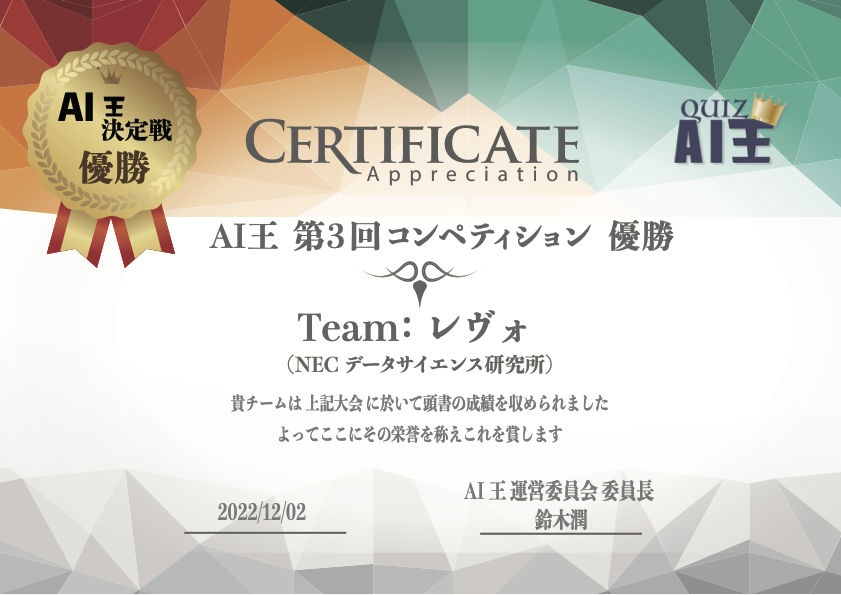 AI王
決定戦
優勝
CERTIFICATE
Appreciation
QUIZ
AI王
AI王 第3回コンペティション 優勝
Team: レヴォ
（NEC データサイエンス研究所）
貴チームは上記大会に於いて頭書の成績を収められました
よってここにその栄誉を称えこれを賞します
2022/12/02
AI 王 運営委員会 委員長
鈴木潤